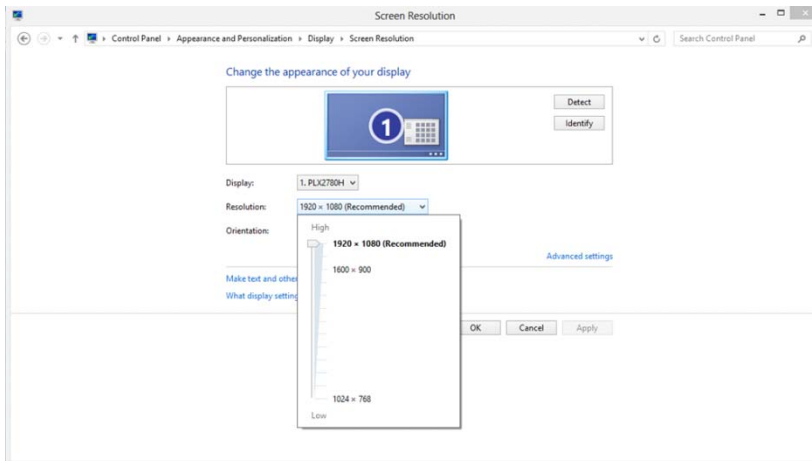 Screen Resolution
Control Panel Appearance and Personalization Display Screen Resolution
Search Control Panel
Change the appearance of your display
1
Detect
Identify
Display: 1. PLX2780H
Resolution: 1920 × 1080 (Recommended)
Orientation:
High
1920 × 1080 (Recommended)
1600 × 900
1024 × 768
Low
Advanced settings
Make text and other
What display setting
OK Cancel Apply